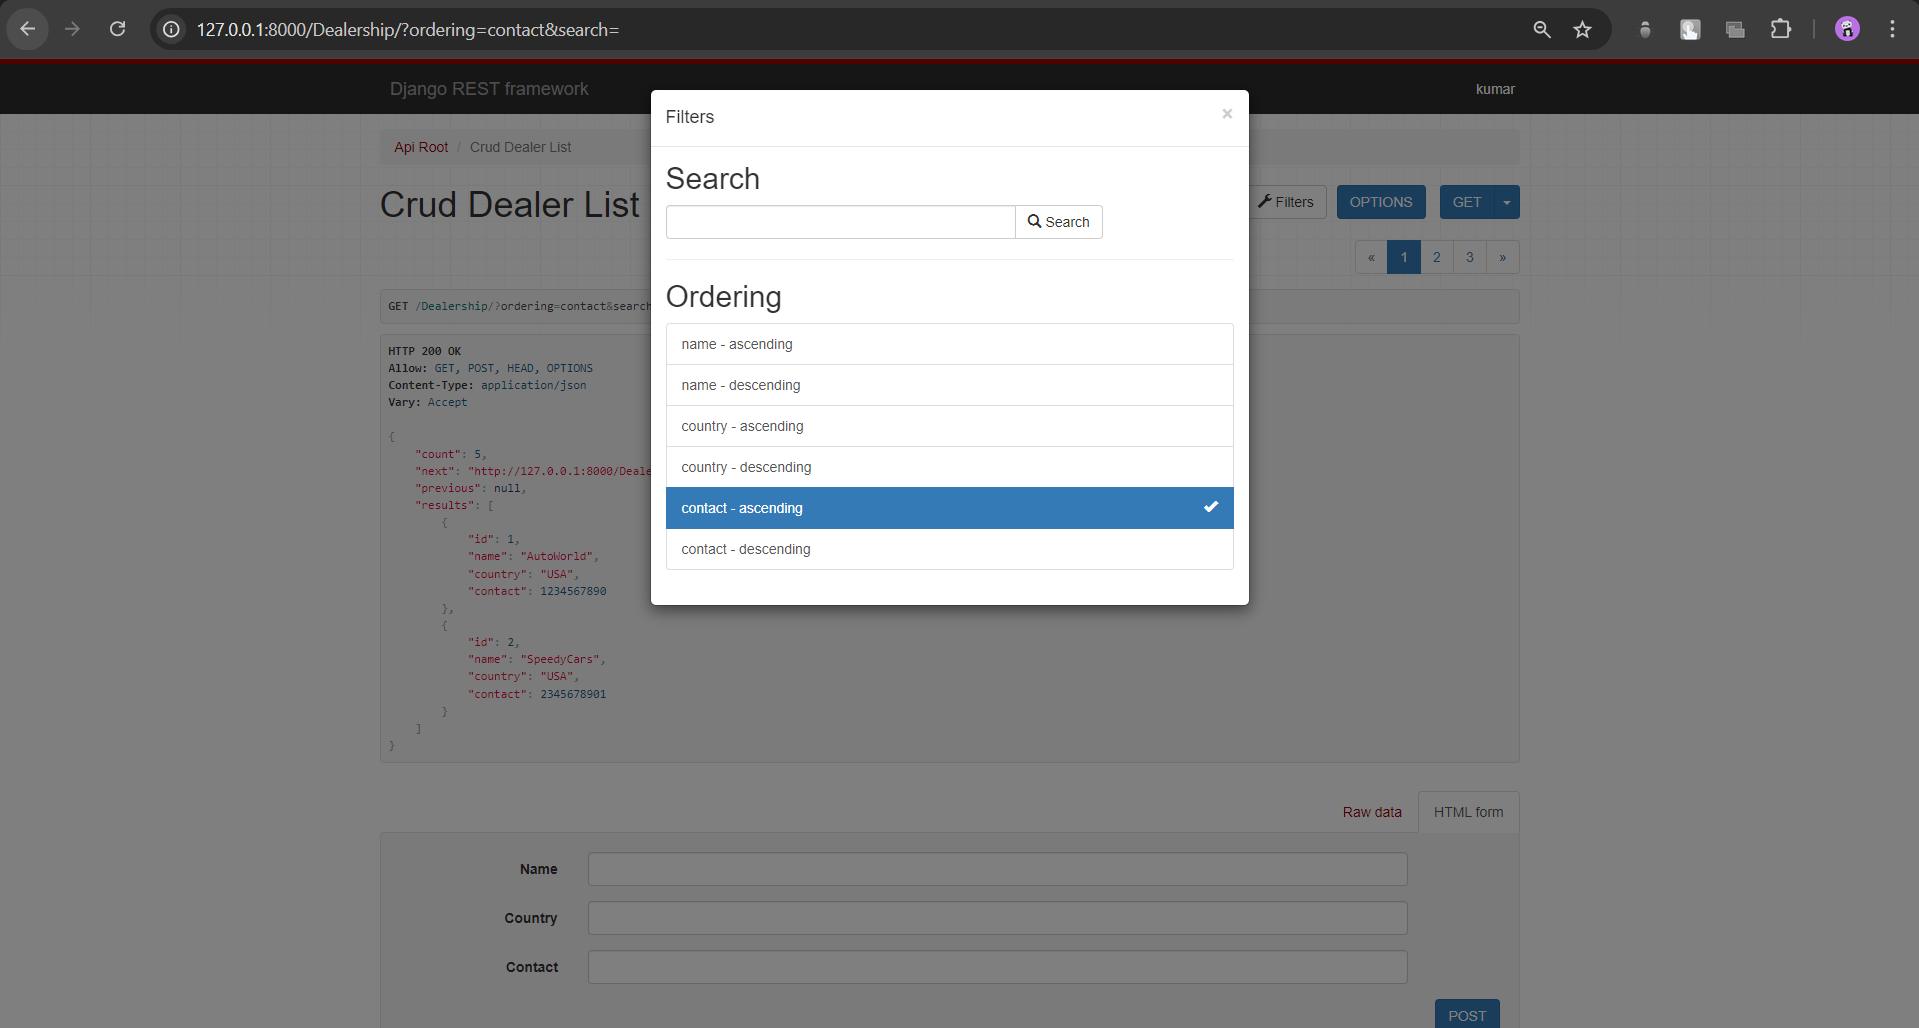 127.0.0.1:8000/Dealership/?ordering=contact&search=
Django REST framework
kumar
Filters
×
Api Root / Crud Dealer List
Search
Crud Dealer List
Filters
OPTIONS
GET
Search
« 1 2 3 »
Ordering
GET /Dealership/?ordering=contact&search
name - ascending
name - descending
country - ascending
country - descending
contact - ascending
contact - descending
HTTP 200 OK
Allow: GET, POST, HEAD, OPTIONS
Content-Type: application/json
Vary: Accept
{
"count": 5,
"next": "http://127.0.0.1:8000/Deale
"previous": null,
"results": [
{
"id": 1,
"name": "AutoWorld",
"country": "USA",
"contact": 1234567890
},
{
"id": 2,
"name": "SpeedyCars",
"country": "USA",
"contact": 2345678901
}
]
}
Raw data
HTML form
Name
Country
Contact
POST